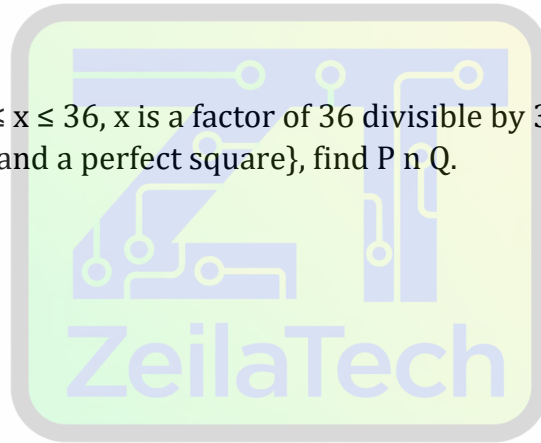 ≤ x ≤ 36, x is a factor of 36 divisible by 3
and a perfect square}, find P n Q.
ZeilaTech